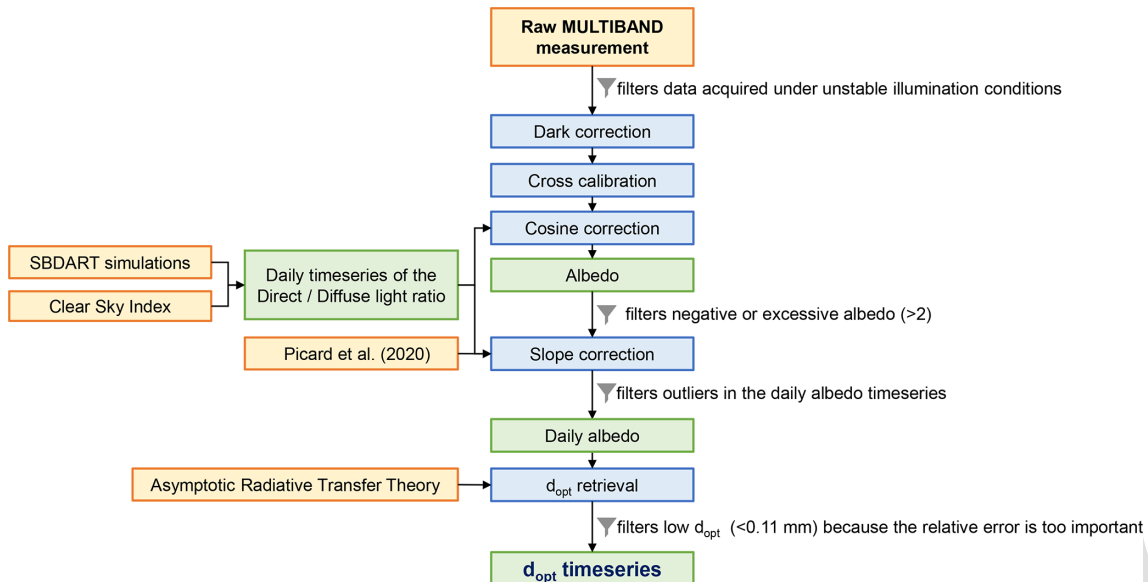 Raw MULTIBAND
measurement
filters data acquired under unstable illumination conditions
Dark correction
Cross calibration
Cosine correction
SBDART simulations
Clear Sky Index
Daily timeseries of the
Direct / Diffuse light ratio
Albedo
filters negative or excessive albedo (>2)
Picard et al. (2020)
Slope correction
filters outliers in the daily albedo timeseries
Daily albedo
Asymptotic Radiative Transfer Theory
dopt retrieval
filters low dopt (<0.11 mm) because the relative error is too important
dopt timeseries